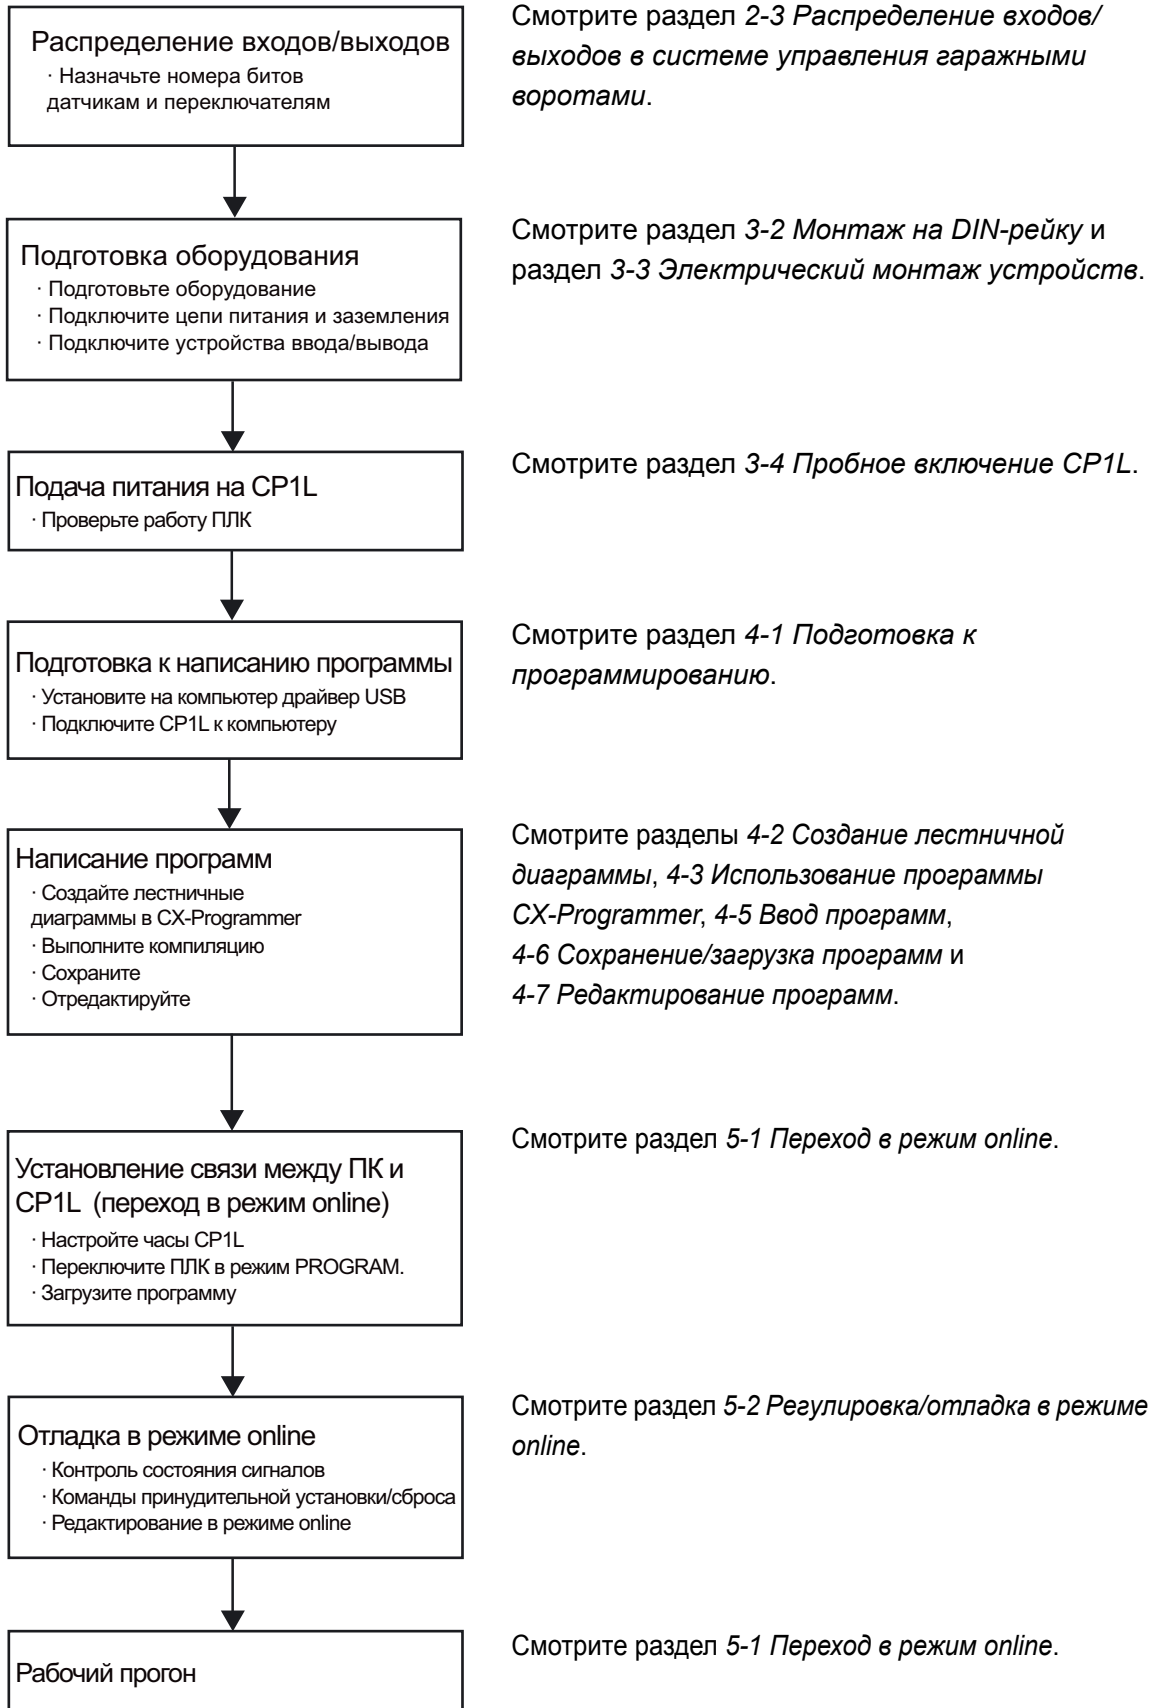 Распределение входов/выходов
· Назначьте номера битов
датчикам и переключателям
Смотрите раздел 2-3 Распределение входов/
выходов в системе управления гаражными
воротами.
Подготовка оборудования
· Подготовьте оборудование
· Подключите цепи питания и заземления
· Подключите устройства ввода/вывода
Смотрите раздел 3-2 Монтаж на DIN-рейку и
раздел 3-3 Электрический монтаж устройств.
Подача питания на CP1L
· Проверьте работу ПЛК
Смотрите раздел 3-4 Пробное включение CP1L.
Подготовка к написанию программы
· Установите на компьютер драйвер USB
· Подключите CP1L к компьютеру
Смотрите раздел 4-1 Подготовка к
программированию.
Написание программ
· Создайте лестничные
диаграммы в CX-Programmer
· Выполните компиляцию
· Сохраните
· Отредактируйте
Смотрите разделы 4-2 Создание лестничной
диаграммы, 4-3 Использование программы
CX-Programmer, 4-5 Ввод программ,
4-6 Сохранение/загрузка программ и
4-7 Редактирование программ.
Установление связи между ПК и
CP1L (переход в режим online)
· Настройте часы CP1L
· Переключите ПЛК в режим PROGRAM.
· Загрузите программу
Смотрите раздел 5-1 Переход в режим online.
Отладка в режиме online
· Контроль состояния сигналов
· Команды принудительной установки/сброса
· Редактирование в режиме online
Смотрите раздел 5-2 Регулировка/отладка в режиме
online.
Рабочий прогон
Смотрите раздел 5-1 Переход в режим online.